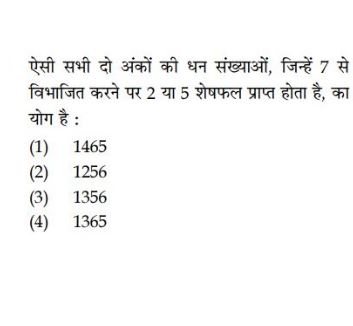 ऐसी सभी दो अंकों की धन संख्याओं, जिन्हें 7 से
विभाजित करने पर 2 या 5 शेषफल प्राप्त होता है, का
योग है :
(1) 1465
(2) 1256
(3) 1356
(4) 1365